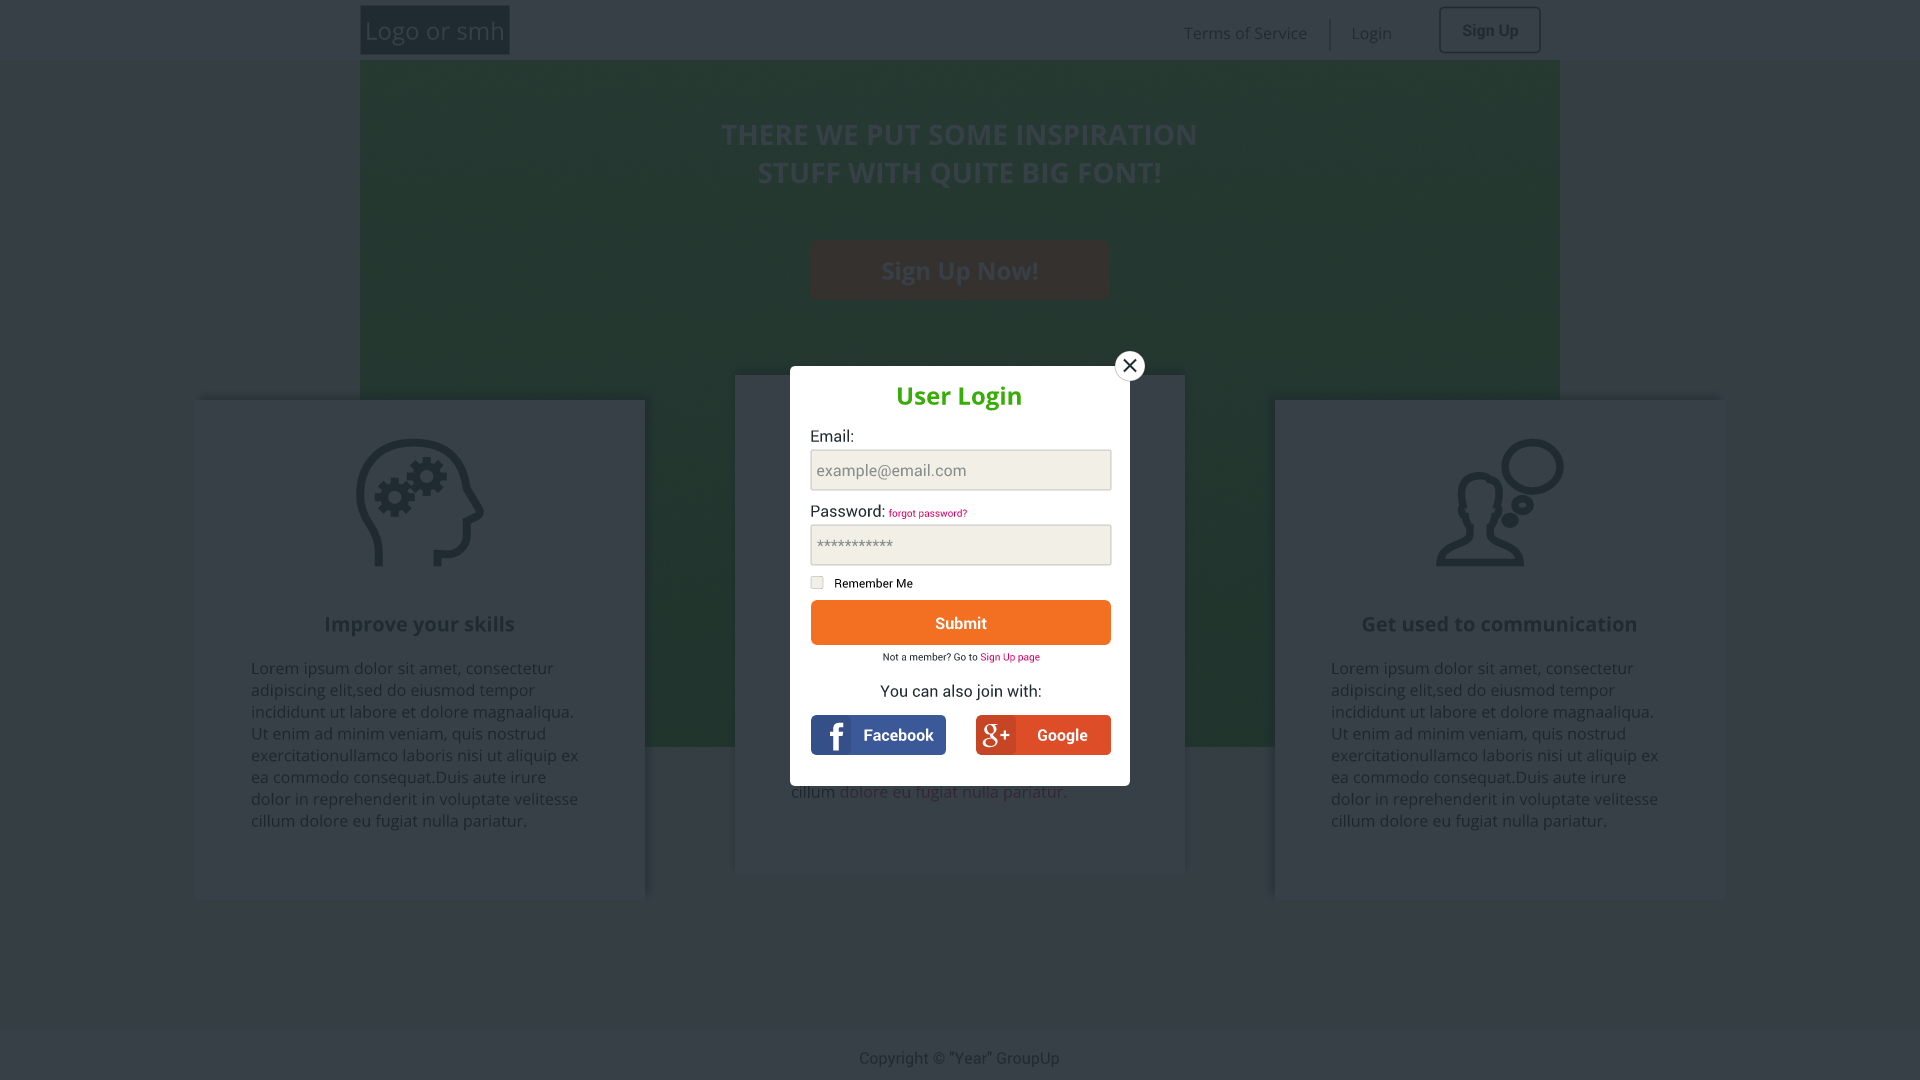 Logo or smh
Terms of Service
Login
Sign Up
THERE WE PUT SOME INSPIRATION
STUFF WITH QUITE BIG FONT!
Sign Up Now!
User Login
Email:
example@email.com
Password: forgot password?
***********
Remember Me
Submit
Not a member? Go to Sign Up page
You can also join with:
f Facebook
g+ Google
cillum dolore eu fugiat nulla pariatur.
Improve your skills
Lorem ipsum dolor sit amet, consectetur
adipiscing elit,sed do eiusmod tempor
incididunt ut labore et dolore magnaaliqua.
Ut enim ad minim veniam, quis nostrud
exercitationullamco laboris nisi ut aliquip ex
ea commodo consequat.Duis aute irure
dolor in reprehenderit in voluptate velitesse
cillum dolore eu fugiat nulla pariatur.
Get used to communication
Lorem ipsum dolor sit amet, consectetur
adipiscing elit,sed do eiusmod tempor
incididunt ut labore et dolore magnaaliqua.
Ut enim ad minim veniam, quis nostrud
exercitationullamco laboris nisi ut aliquip ex
ea commodo consequat.Duis aute irure
dolor in reprehenderit in voluptate velitesse
cillum dolore eu fugiat nulla pariatur.
Copyright © "Year" GroupUp